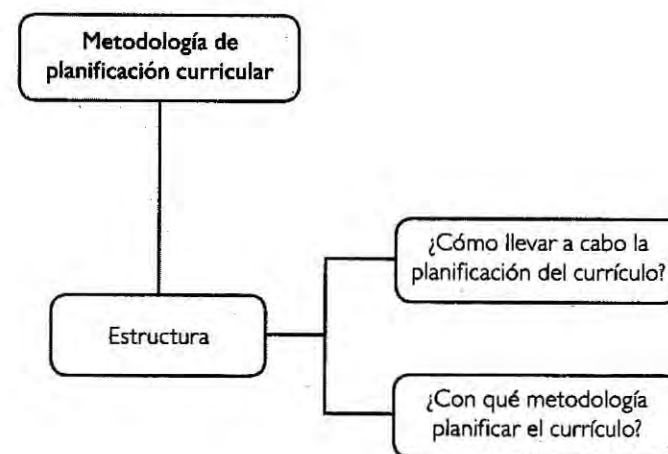 Metodología de
planificación curricular
¿Cómo llevar a cabo la
planificación del currículo?
Estructura
¿Con qué metodología
planificar el currículo?